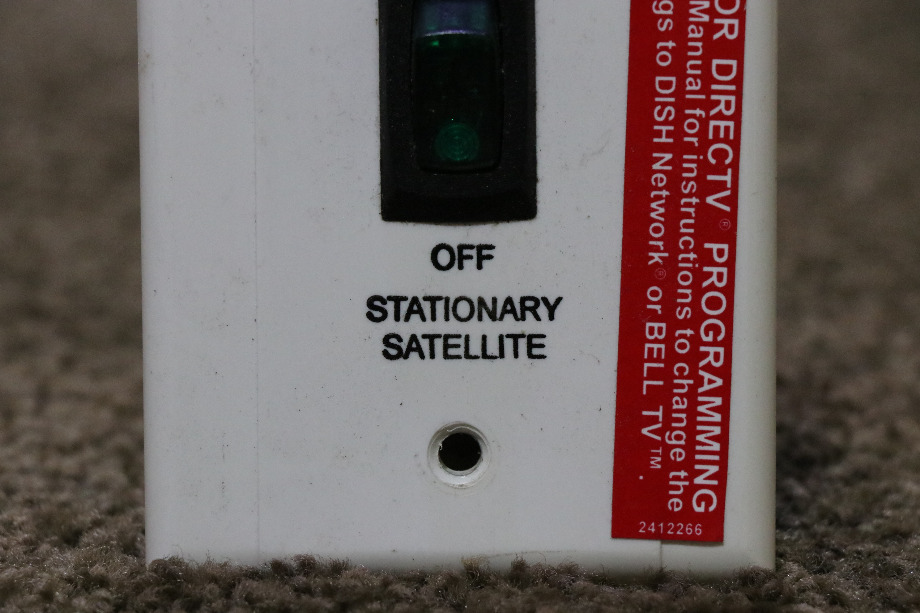 OFF
STATIONARY
SATELLITE
OR DIRECTV® PROGRAMMING
Manual for instructions to change the
gs to DISH Network® or BELL TV™.
2412266